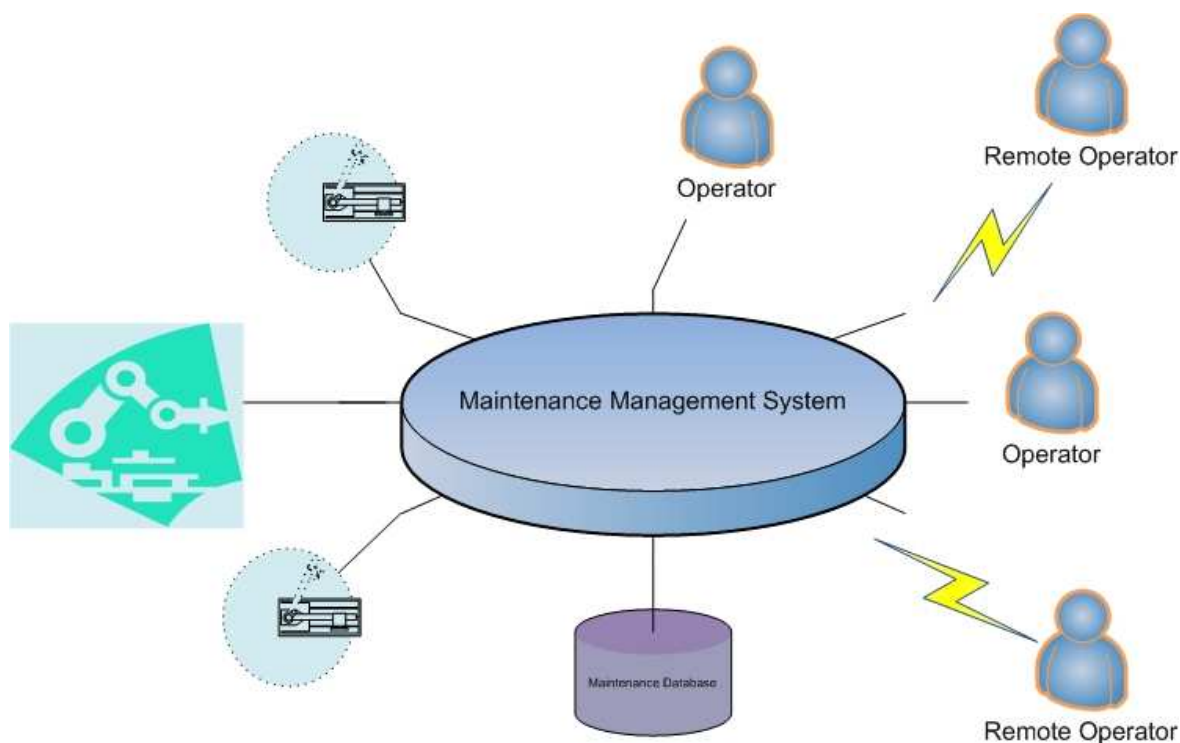 Remote Operator
Operator
Maintenance Management System
Operator
Maintenance Database
Remote Operator